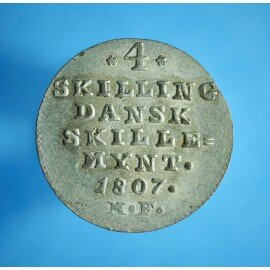 * 4 *
SKILLING
DANSK
SKILLE=
MYNT.
1807.
M.F.